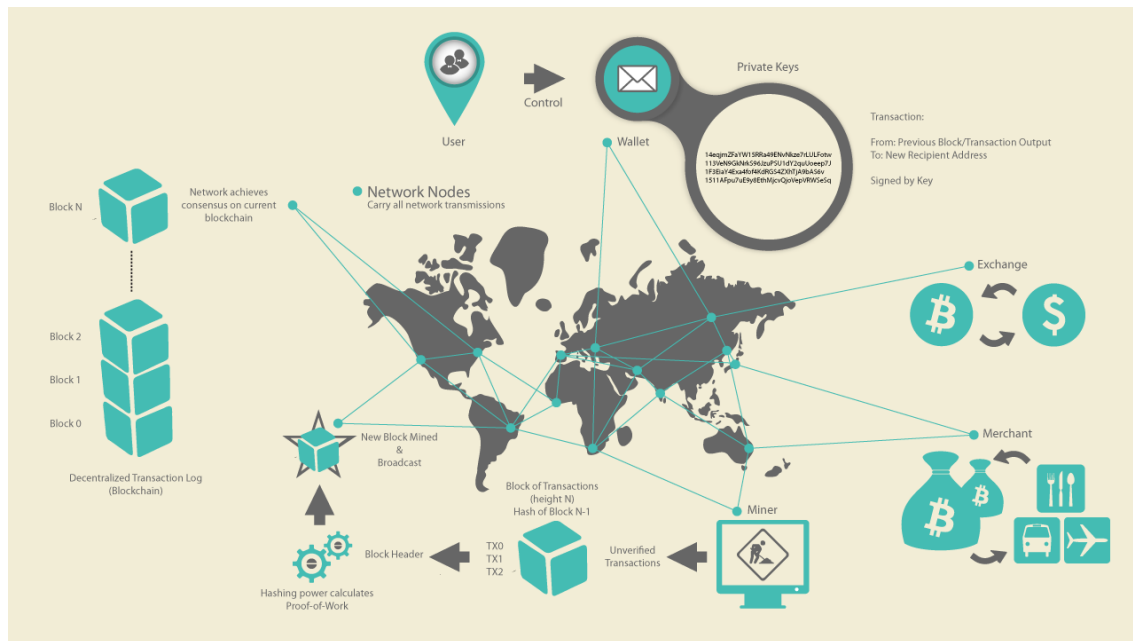 User
Control
Wallet
Private Keys
Transaction:
From: Previous Block/Transaction Output
To: New Recipient Address
Signed by Key
Network achieves
consensus on current
blockchain
Block N
Network Nodes
Carry all network transmissions
Exchange
Block 2
Block 1
Block 0
Decentralized Transaction Log
(Blockchain)
New Block Mined
&
Broadcast
Merchant
Block of Transactions
(height N)
Hash of Block N-1
Miner
Unverified
Transactions
TX0
TX1
TX2
Block Header
Hashing power calculates
Proof-of-Work